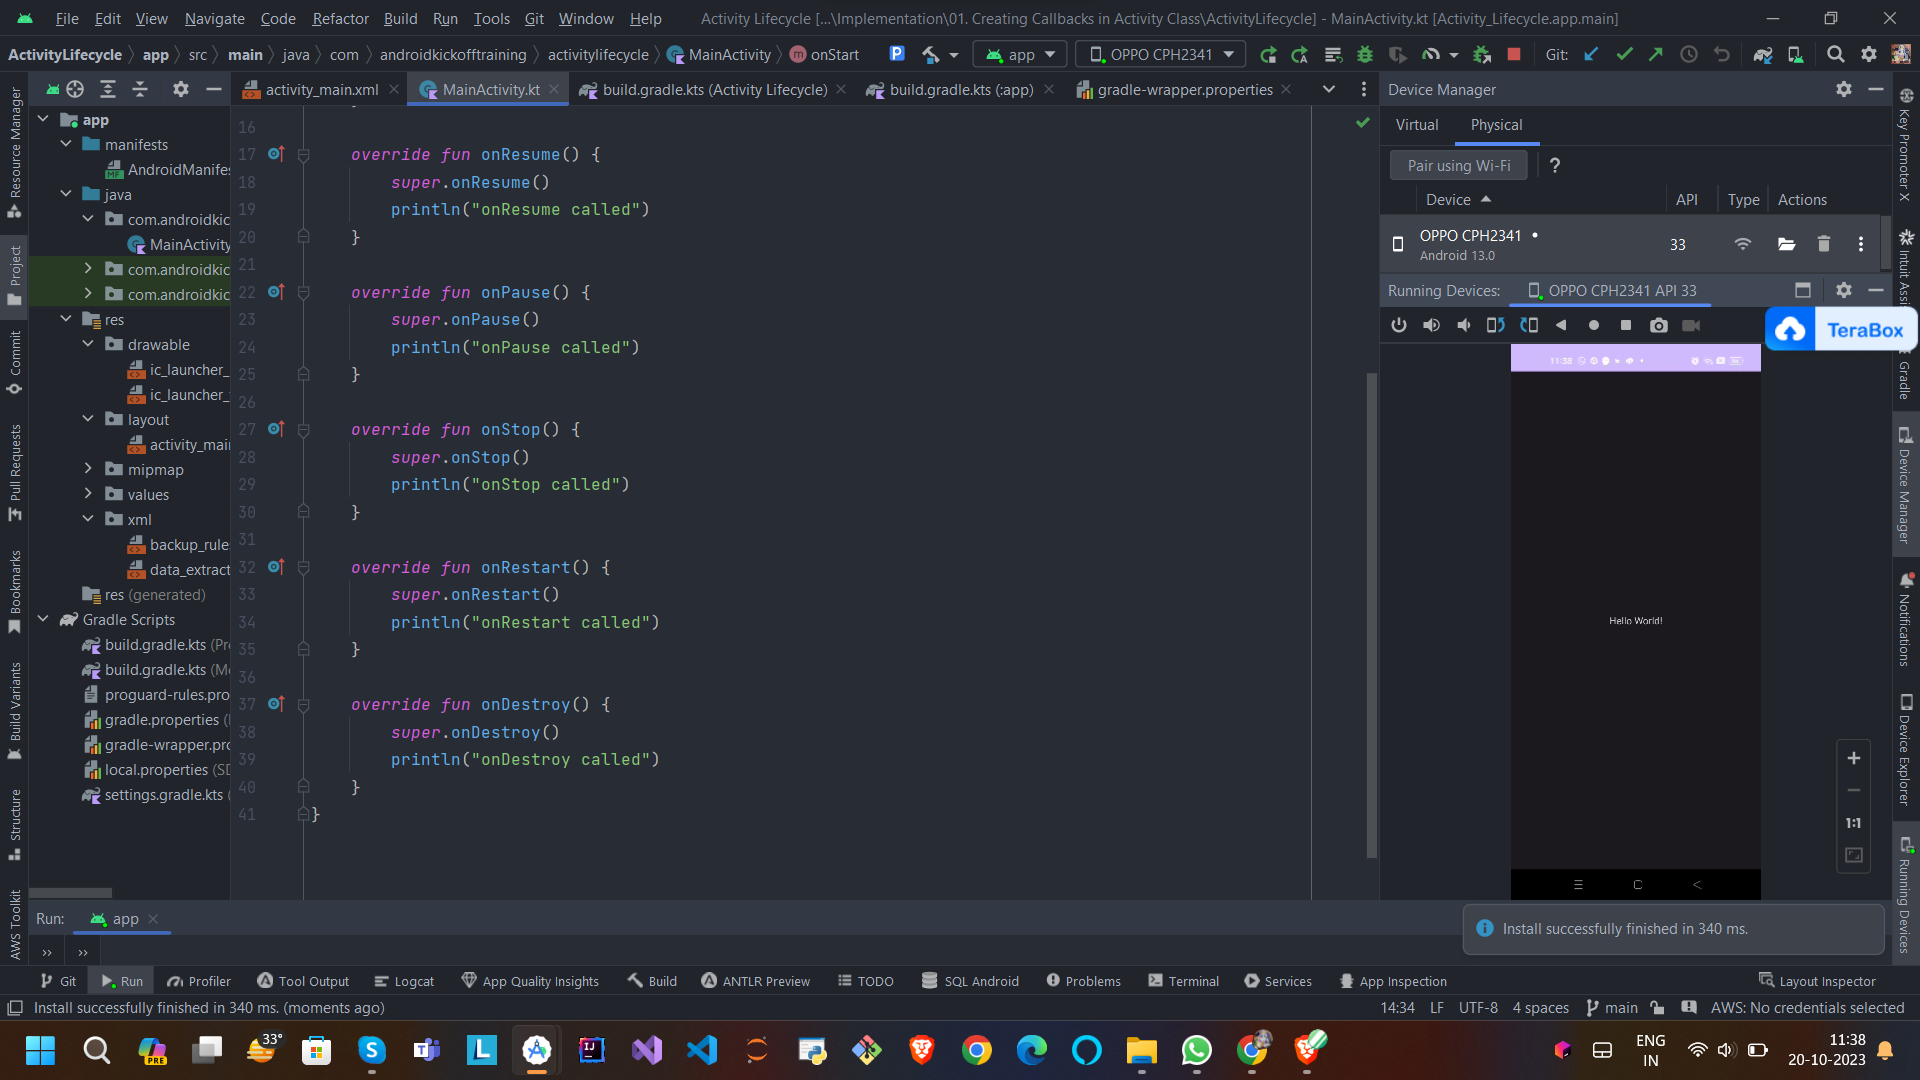 File Edit View Navigate Code Refactor Build Run Tools Git Window Help Activity Lifecycle [...\Implementation\01. Creating Callbacks in Activity Class\ActivityLifecycle] - MainActivity.kt [Activity_Lifecycle.app.main]
ActivityLifecycle app src main java com androidkickofftraining activitylifecycle MainActivity onStart app OPPO CPH2341 Git:
activity_main.xml MainActivity.kt build.gradle.kts (Activity Lifecycle) build.gradle.kts (:app) gradle-wrapper.properties
Resource Manager
Project
Commit
Pull Requests
Bookmarks
Build Variants
Structure
AWS Toolkit
app
manifests
AndroidManifes
java
com.androidkic
MainActivity
com.androidkic
com.androidkic
res
drawable
ic_launcher_
ic_launcher_
layout
activity_mai
mipmap
values
xml
backup_rule
data_extract
res (generated)
Gradle Scripts
build.gradle.kts (Pr
build.gradle.kts (M
proguard-rules.pro
gradle.properties (
gradle-wrapper.pro
local.properties (SD
settings.gradle.kts (
16
17 override fun onResume() {
18 super.onResume()
19 println("onResume called")
20 }
21
22 override fun onPause() {
23 super.onPause()
24 println("onPause called")
25 }
26
27 override fun onStop() {
28 super.onStop()
29 println("onStop called")
30 }
31
32 override fun onRestart() {
33 super.onRestart()
34 println("onRestart called")
35 }
36
37 override fun onDestroy() {
38 super.onDestroy()
39 println("onDestroy called")
40 }
41 }
Device Manager
Virtual Physical
Pair using Wi-Fi ?
Device API Type Actions
OPPO CPH2341 33
Android 13.0
Running Devices: OPPO CPH2341 API 33
TeraBox
11:38
Hello World!
1:1
Key Promoter X
Intuit Assi
Gradle
Device Manager
Notifications
Device Explorer
Running Devices
Run: app
Install successfully finished in 340 ms.
Git Run Profiler Tool Output Logcat App Quality Insights Build ANTLR Preview TODO SQL Android Problems Terminal Services App Inspection Layout Inspector
Install successfully finished in 340 ms. (moments ago) 14:34 LF UTF-8 4 spaces main AWS: No credentials selected
PRE
33°
L
ENG
IN
11:38
20-10-2023